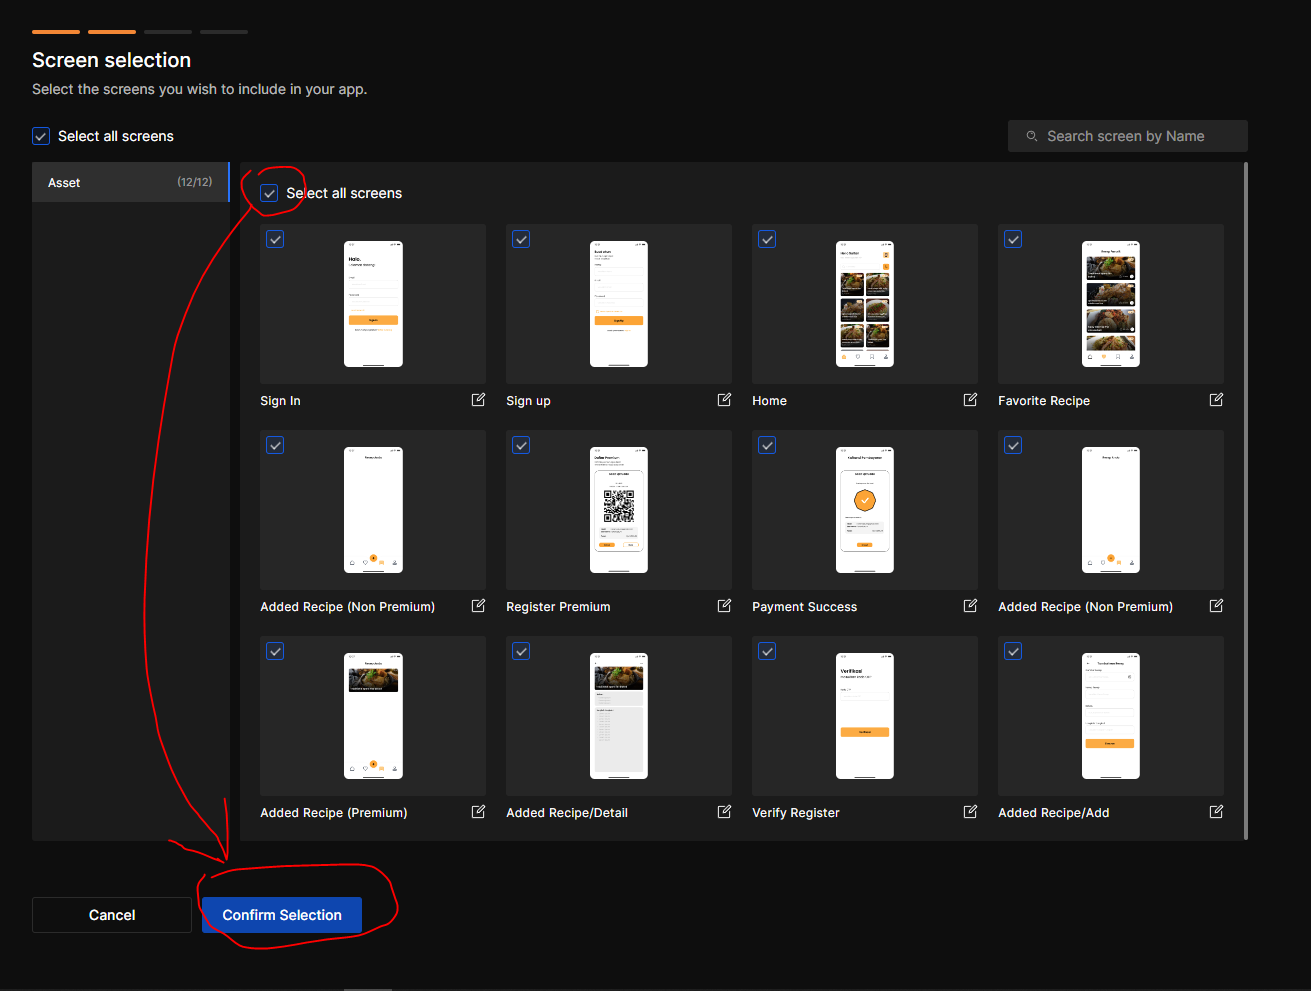 Screen selection
Select the screens you wish to include in your app.
Select all screens
Search screen by Name
Asset (12/12)
Select all screens
Halo.
Sign In
Sign up
Home
Favorite Recipe
Added Recipe (Non Premium)
Register Premium
Payment Success
Added Recipe (Non Premium)
Verifikasi
Added Recipe (Premium)
Added Recipe/Detail
Verify Register
Added Recipe/Add
Cancel
Confirm Selection